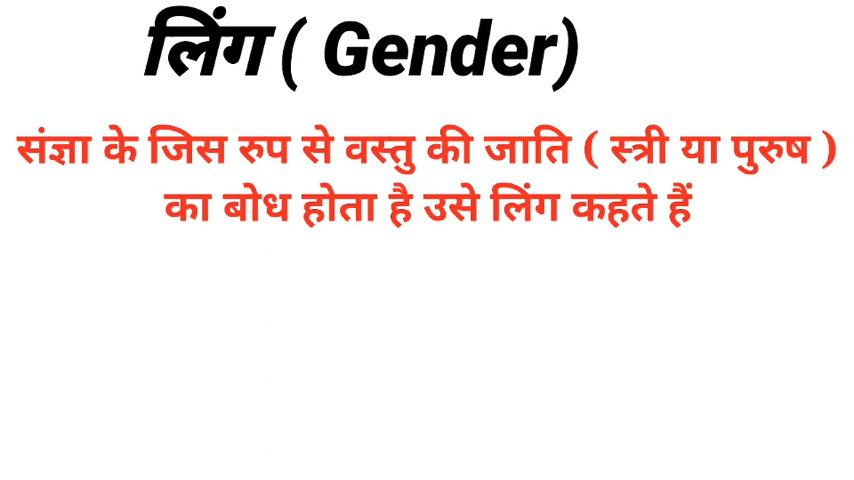 लिंग ( Gender)
संज्ञा के जिस रुप से वस्तु की जाति ( स्त्री या पुरुष )
का बोध होता है उसे लिंग कहते हैं